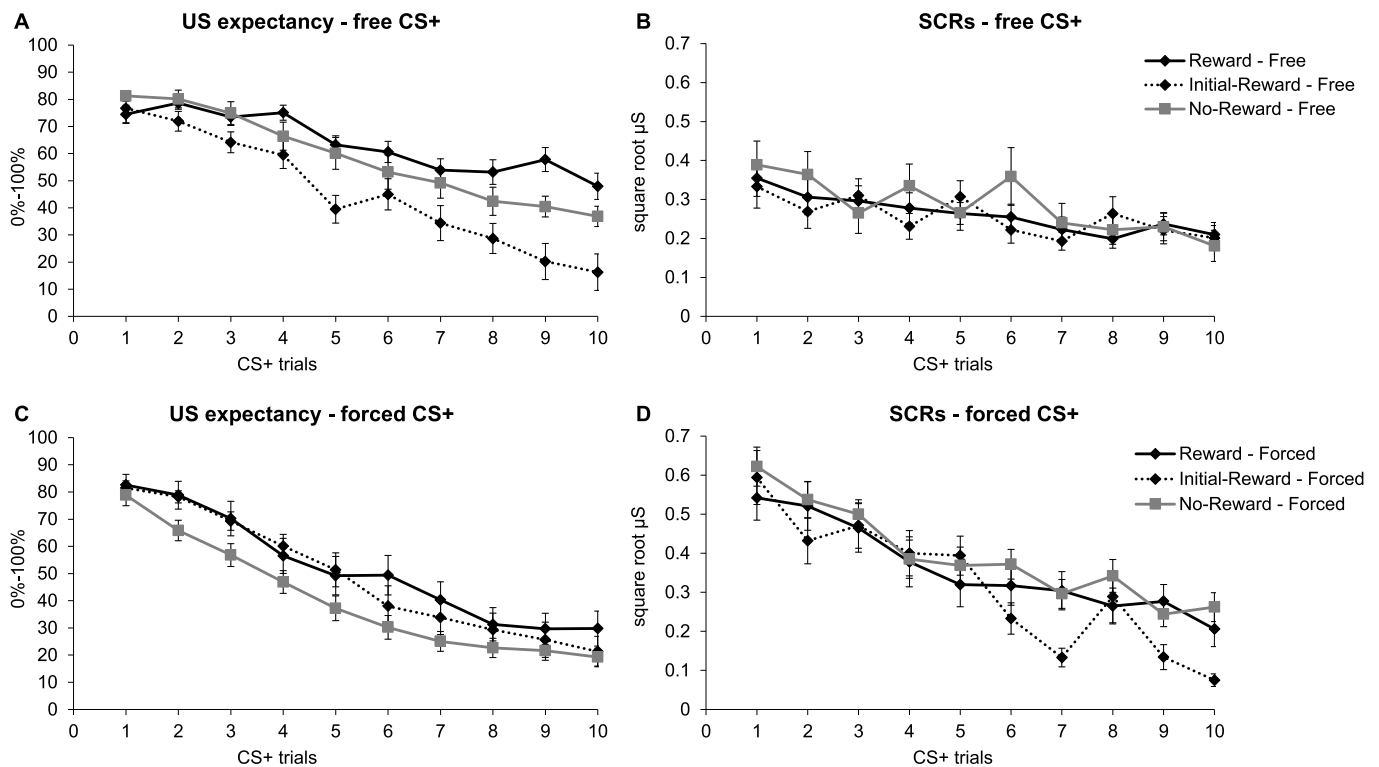 A
US expectancy - free CS+
100
90
80
70
60
50
40
30
20
10
0
0%-100%
0 1 2 3 4 5 6 7 8 9 10
CS+ trials
B
SCRs - free CS+
0.7
0.6
0.5
0.4
0.3
0.2
0.1
0
square root µS
0 1 2 3 4 5 6 7 8 9 10
CS+ trials
Reward - Free
Initial-Reward - Free
No-Reward - Free
C
US expectancy - forced CS+
100
90
80
70
60
50
40
30
20
10
0
0%-100%
0 1 2 3 4 5 6 7 8 9 10
CS+ trials
D
SCRs - forced CS+
0.7
0.6
0.5
0.4
0.3
0.2
0.1
0
square root µS
0 1 2 3 4 5 6 7 8 9 10
CS+ trials
Reward - Forced
Initial-Reward - Forced
No-Reward - Forced